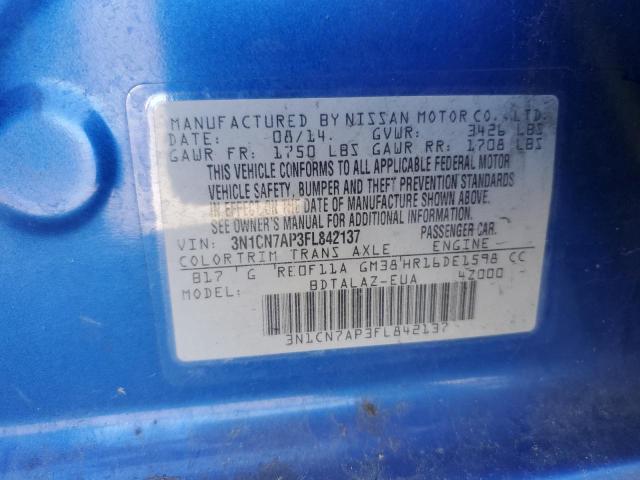 MANUFACTURED BY NISSAN MOTOR CO., LTD.
DATE: 08/14. GVWR: 3426 LBS
GAWR FR: 1750 LBS GAWR RR: 1708 LBS
THIS VEHICLE CONFORMS TO ALL APPLICABLE FEDERAL MOTOR
VEHICLE SAFETY, BUMPER AND THEFT PREVENTION STANDARDS
IN EFFECT ON THE DATE OF MANUFACTURE SHOWN ABOVE.
SEE OWNER'S MANUAL FOR ADDITIONAL INFORMATION.
VIN: 3N1CN7AP3FL842137 PASSENGER CAR.
COLOR TRIM TRANS AXLE ENGINE
B17 G RE0F11A GM38 HR16DE1598 CC
MODEL: BDTALAZ-EUA 4Z000 -
3N1CN7AP3FL842137